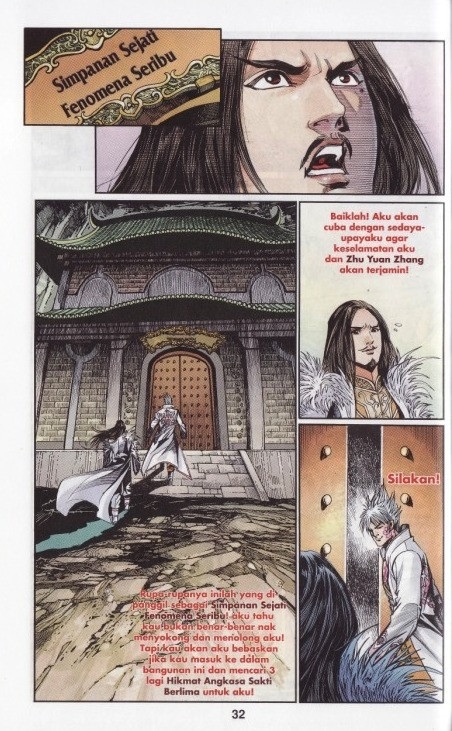 Simpanan Sejati
Fenomena Seribu
Baiklah! Aku akan
cuba dengan sedaya-
upayaku agar
keselamatan aku
dan Zhu Yuan Zhang
akan terjamin!
Silakan!
Rupa-rupanya inilah yang di
panggil sebagai Simpanan Sejati
Fenomena Seribu! aku tahu
kau bukan benar-benar nak
menyokong dan menolong aku!
Tapi kau akan aku bebaskan
jika kau masuk ke dalam
bangunan ini dan mencari 3
lagi Hikmat Angkasa Sakti
Berlima untuk aku!
32